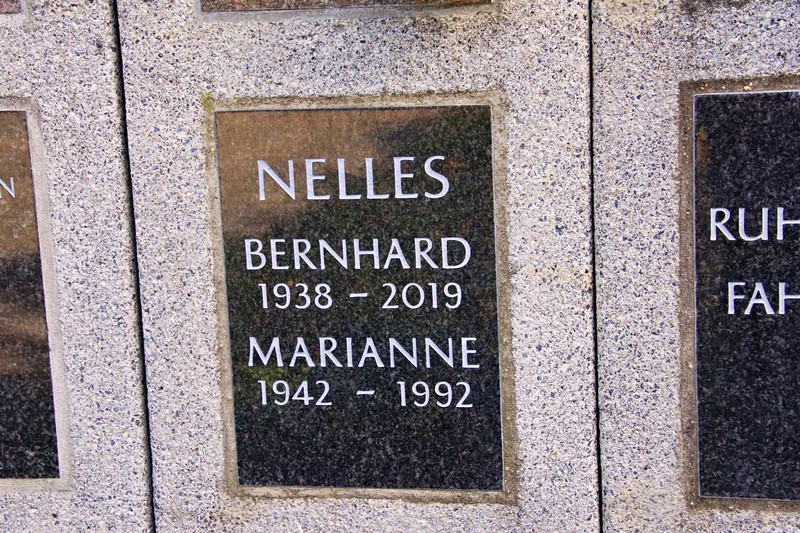 NELLES
BERNHARD
1938 – 2019
MARIANNE
1942 – 1992